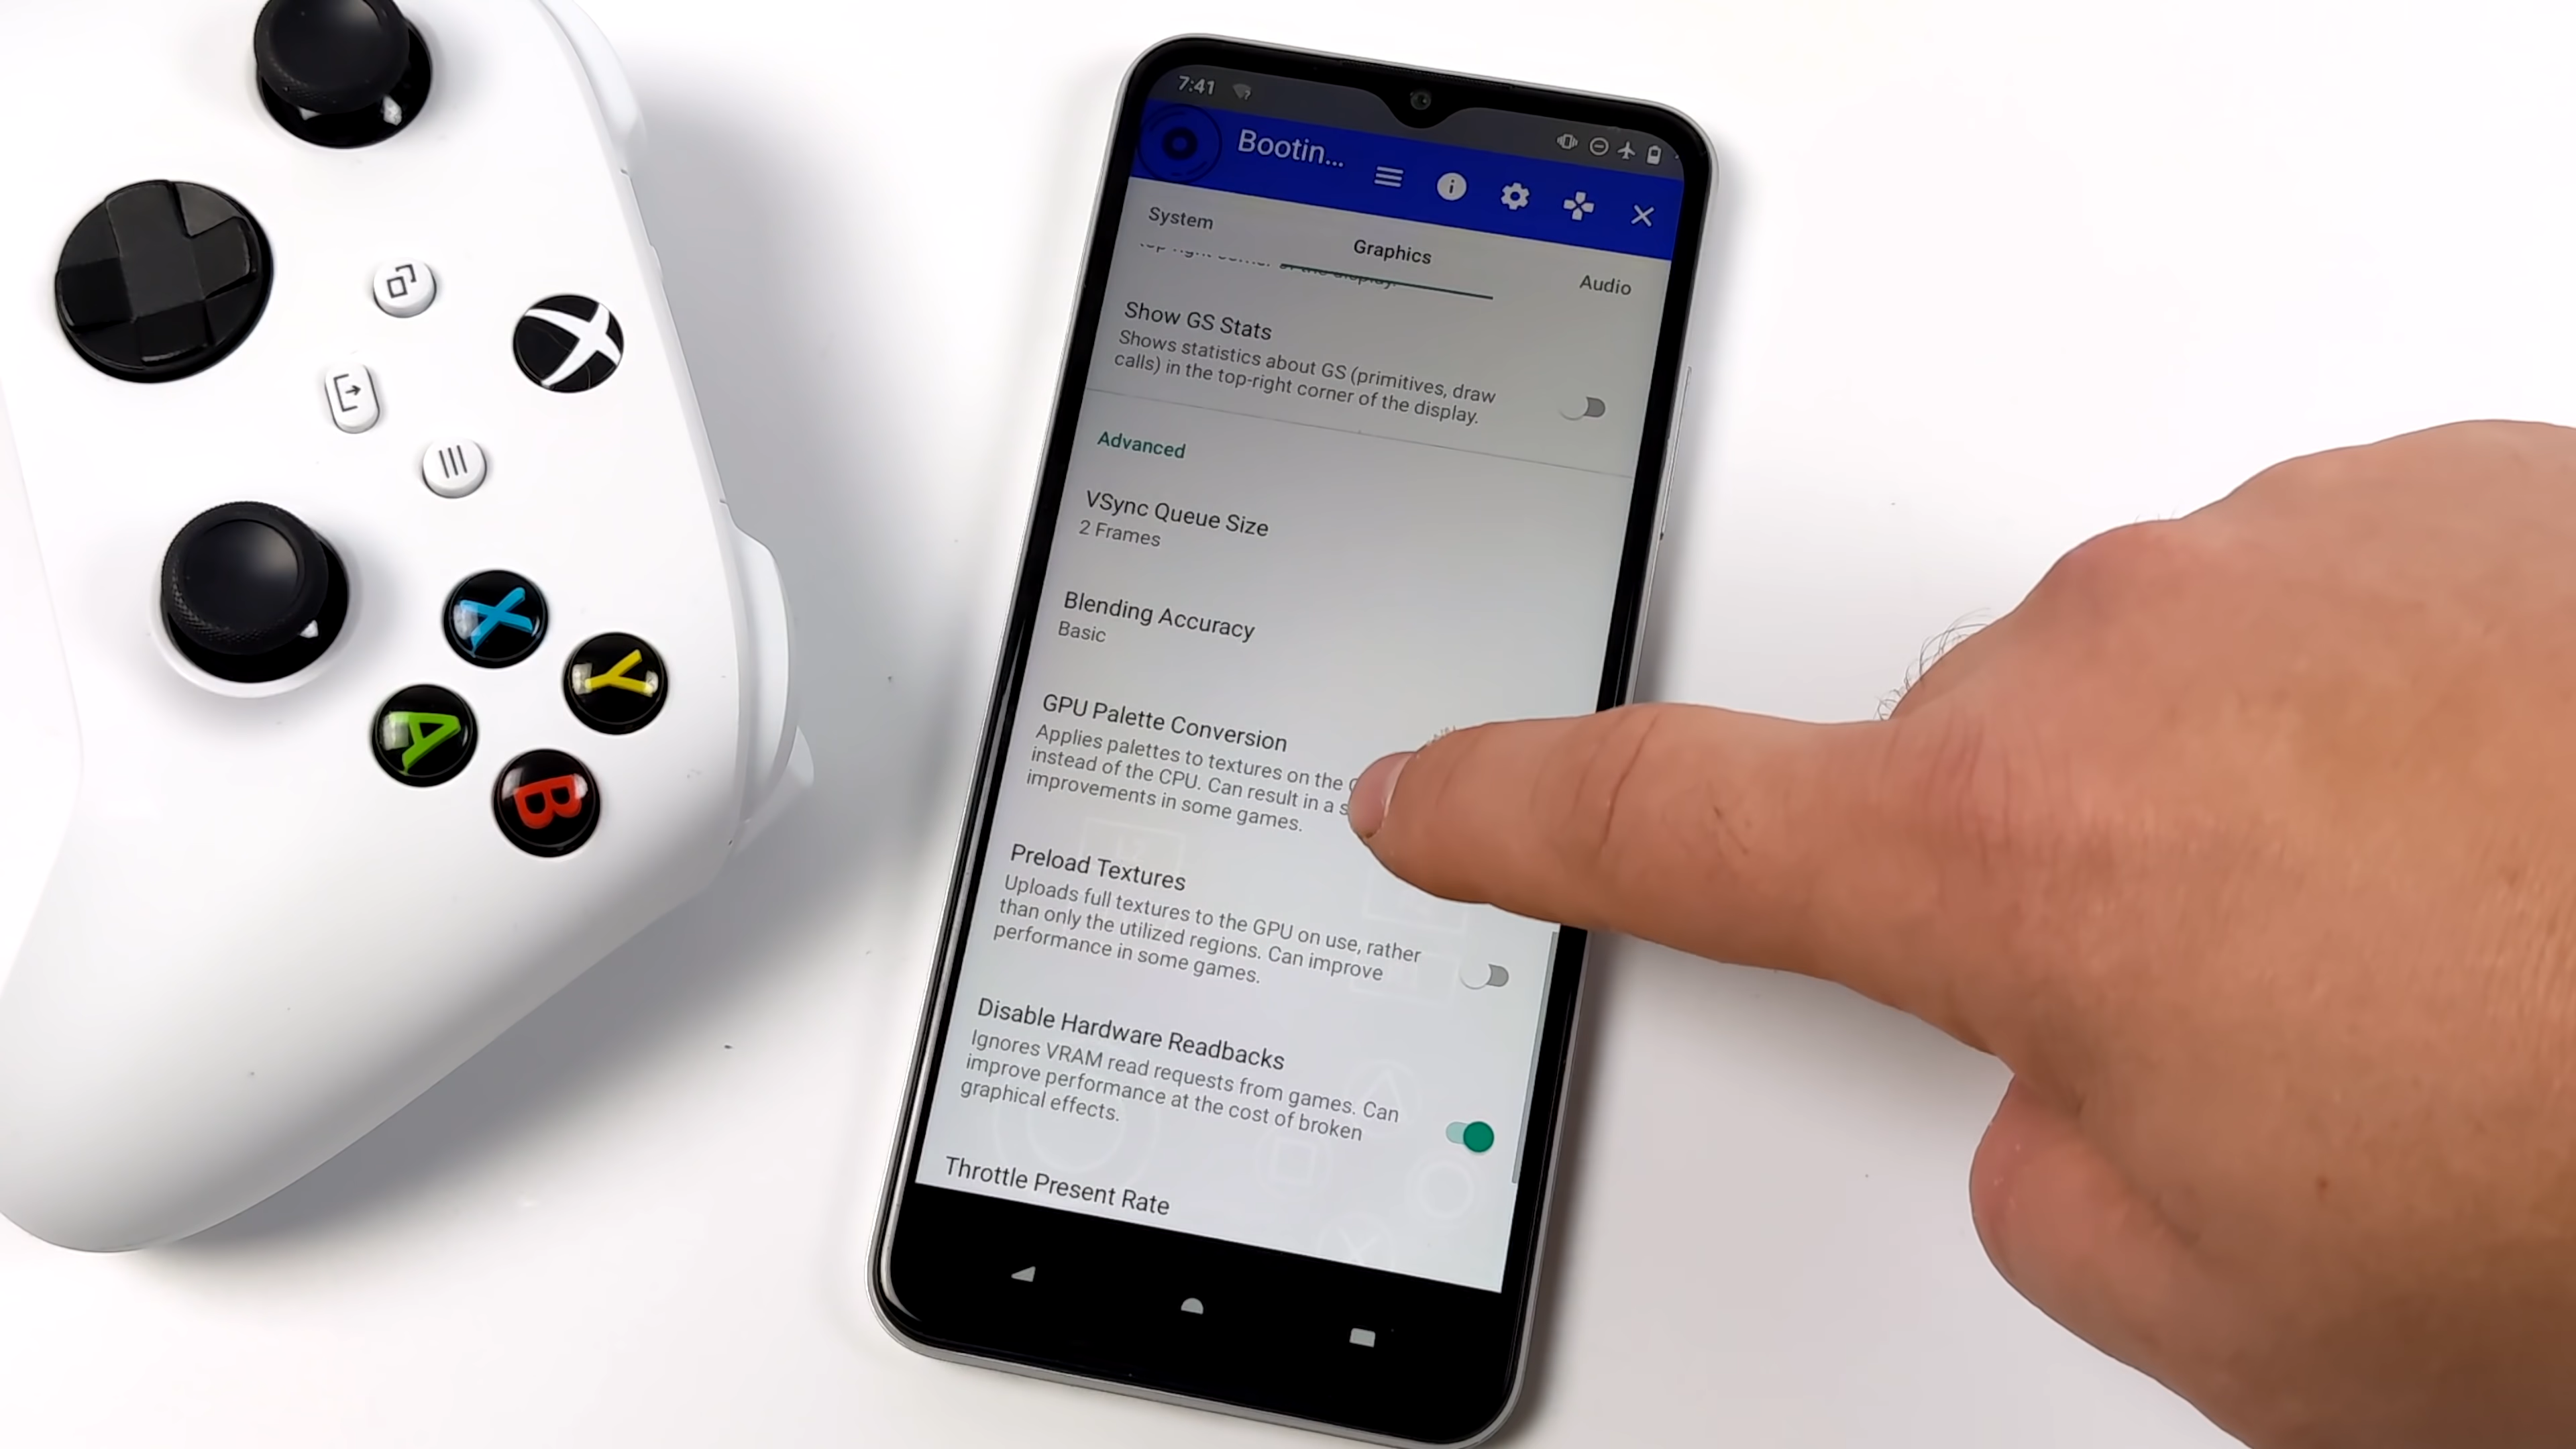 7:41
Bootin...
System
Graphics
Audio
of the display.
Show GS Stats
Shows statistics about GS (primitives, draw
calls) in the top-right corner of the display.
Advanced
VSync Queue Size
2 Frames
Blending Accuracy
Basic
GPU Palette Conversion
Applies palettes to textures on the
instead of the CPU. Can result in a
improvements in some games.
Preload Textures
Uploads full textures to the GPU on use, rather
than only the utilized regions. Can improve
performance in some games.
Disable Hardware Readbacks
Ignores VRAM read requests from games. Can
improve performance at the cost of broken
graphical effects.
Throttle Present Rate
X
Y
A
B